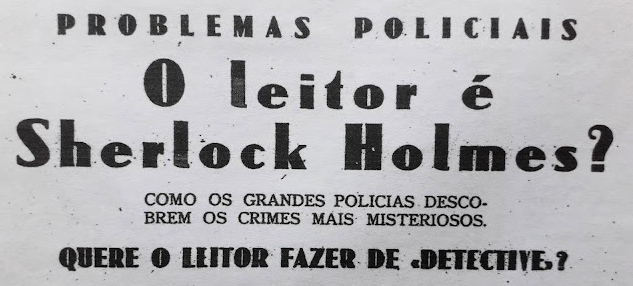 PROBLEMAS POLICIAIS
O leitor é
Sherlock Holmes?
COMO OS GRANDES POLICIAS DESCO-
BREM OS CRIMES MAIS MISTERIOSOS.
QUERE O LEITOR FAZER DE «DETECTIVE»?